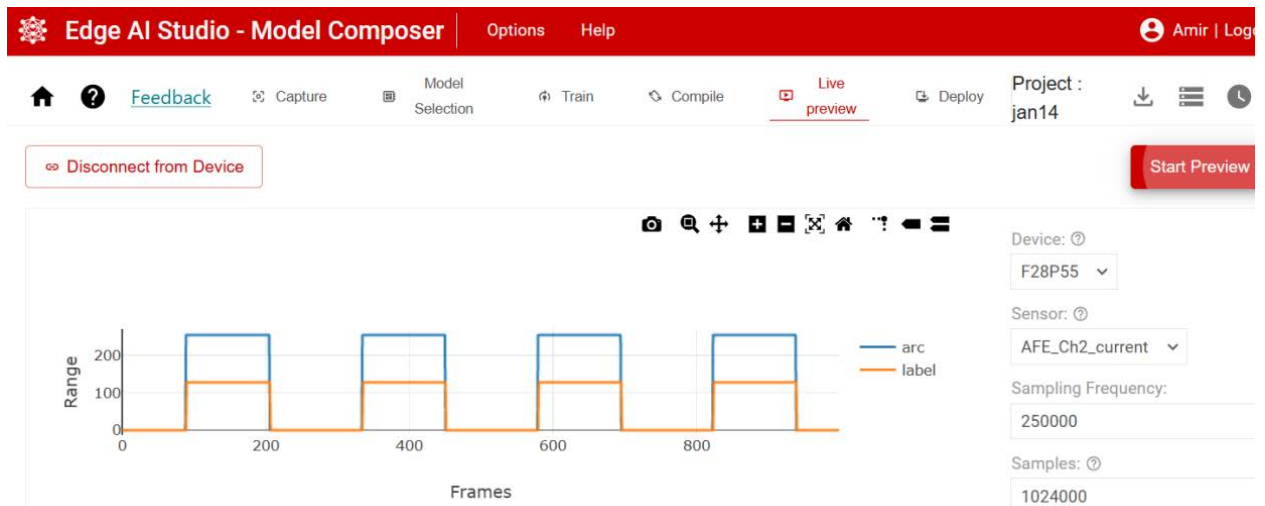 Edge AI Studio - Model Composer Options Help Amir | Logo
Feedback Capture Model Selection Train Compile Live preview Deploy Project : jan14
Disconnect from Device Start Preview
Device:
F28P55
Sensor:
AFE_Ch2_current
Sampling Frequency:
250000
Samples:
1024000
Range
200
100
0
0 200 400 600 800
Frames
arc
label